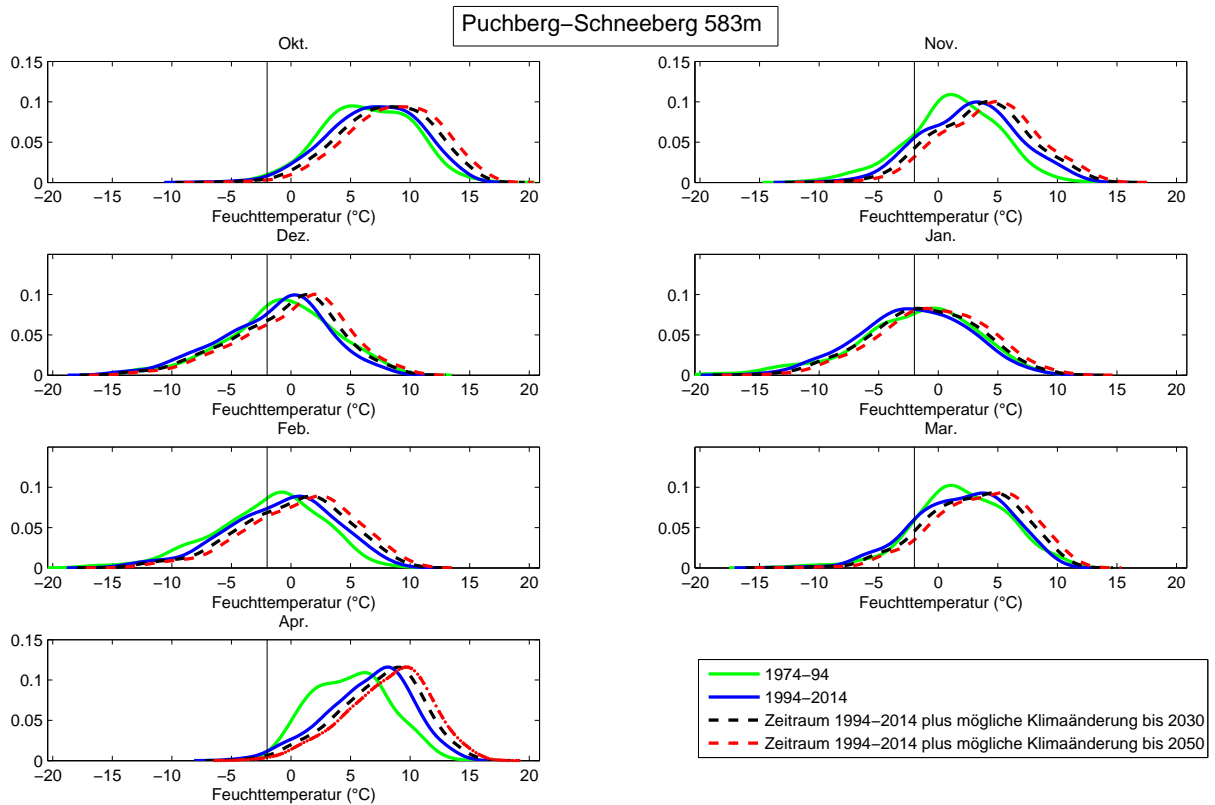 Puchberg−Schneeberg 583m
Okt.
0.15
0.1
0.05
0
−20 −15 −10 −5 0 5 10 15 20
Feuchttemperatur (°C)
Nov.
0.15
0.1
0.05
0
−20 −15 −10 −5 0 5 10 15 20
Feuchttemperatur (°C)
Dez.
0.1
0.05
0
−20 −15 −10 −5 0 5 10 15 20
Feuchttemperatur (°C)
Jan.
0.1
0.05
0
−20 −15 −10 −5 0 5 10 15 20
Feuchttemperatur (°C)
Feb.
0.1
0.05
0
−20 −15 −10 −5 0 5 10 15 20
Feuchttemperatur (°C)
Mar.
0.1
0.05
0
−20 −15 −10 −5 0 5 10 15 20
Feuchttemperatur (°C)
Apr.
0.15
0.1
0.05
0
−20 −15 −10 −5 0 5 10 15 20
Feuchttemperatur (°C)
1974−94
1994−2014
Zeitraum 1994−2014 plus mögliche Klimaänderung bis 2030
Zeitraum 1994−2014 plus mögliche Klimaänderung bis 2050